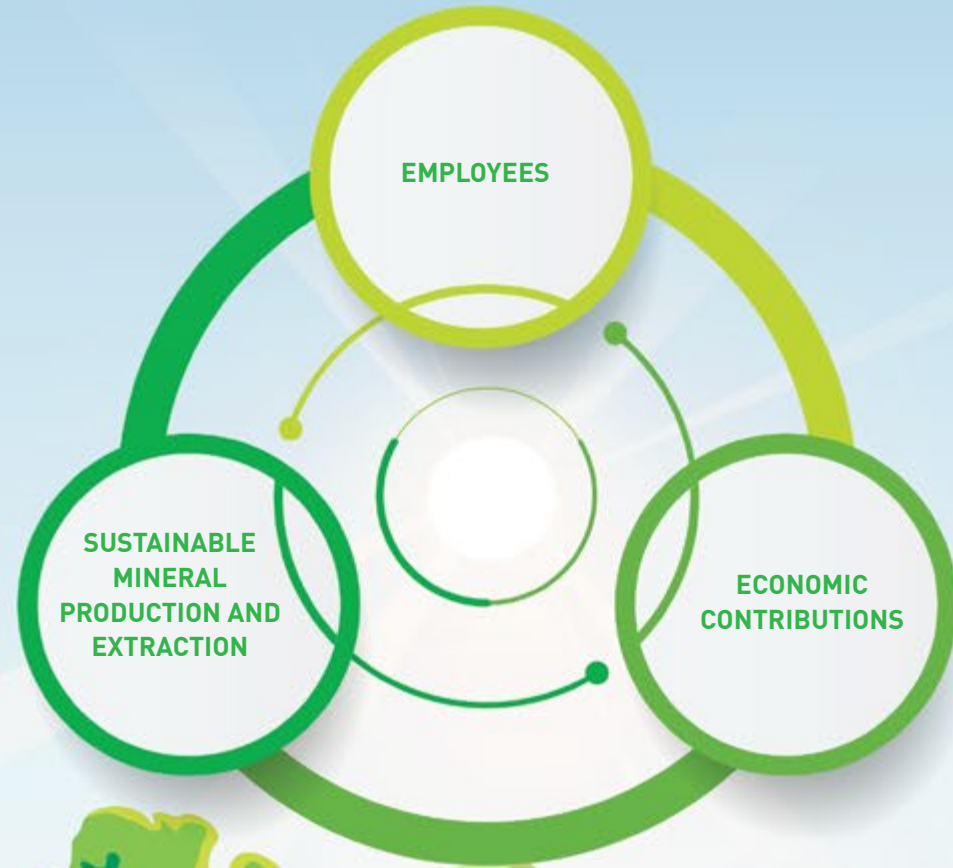 EMPLOYEES
SUSTAINABLE
MINERAL
PRODUCTION AND
EXTRACTION
ECONOMIC
CONTRIBUTIONS